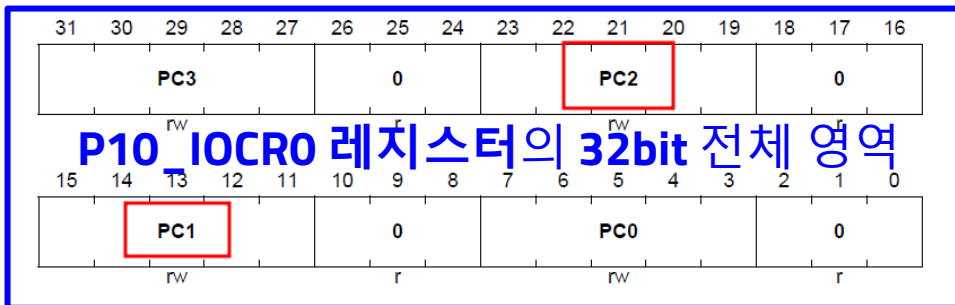 31 30 29 28 27 26 25 24 23 22 21 20 19 18 17 16
PC3 0 PC2 0
rw r rw r
P10_IOCR0 레지스터의 32bit 전체 영역
15 14 13 12 11 10 9 8 7 6 5 4 3 2 1 0
PC1 0 PC0 0
rw r rw r